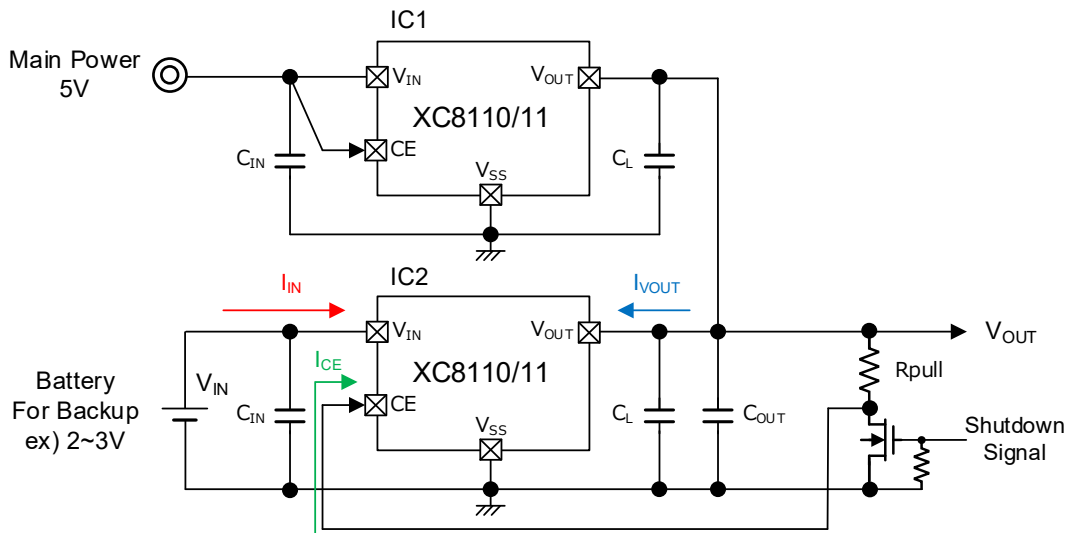 IC1
Main Power
5V
VIN
VOUT
XC8110/11
CE
CIN
VSS
CL
IIN
IC2
IVOUT
VIN
VOUT
VOUT
ICE
Rpull
Battery
For Backup
ex) 2~3V
VIN
CIN
XC8110/11
CE
VSS
CL
COUT
Shutdown
Signal